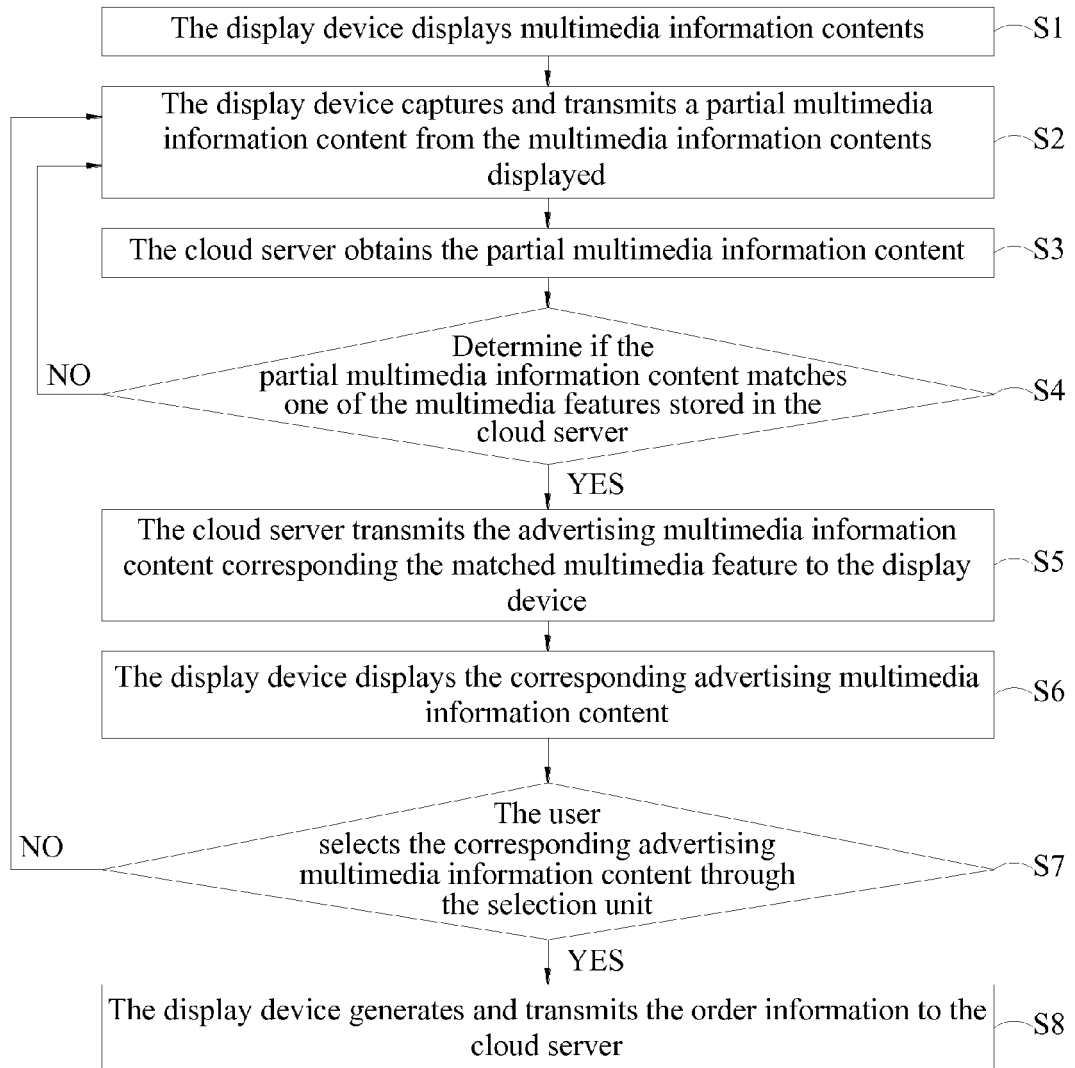 The display device displays multimedia information contents
S1
The display device captures and transmits a partial multimedia
information content from the multimedia information contents
displayed
S2
The cloud server obtains the partial multimedia information content
S3
Determine if the
partial multimedia information content matches
one of the multimedia features stored in the
cloud server
S4
NO
YES
The cloud server transmits the advertising multimedia information
content corresponding the matched multimedia feature to the display
device
S5
The display device displays the corresponding advertising multimedia
information content
S6
The user
selects the corresponding advertising
multimedia information content through
the selection unit
S7
NO
YES
The display device generates and transmits the order information to the
cloud server
S8